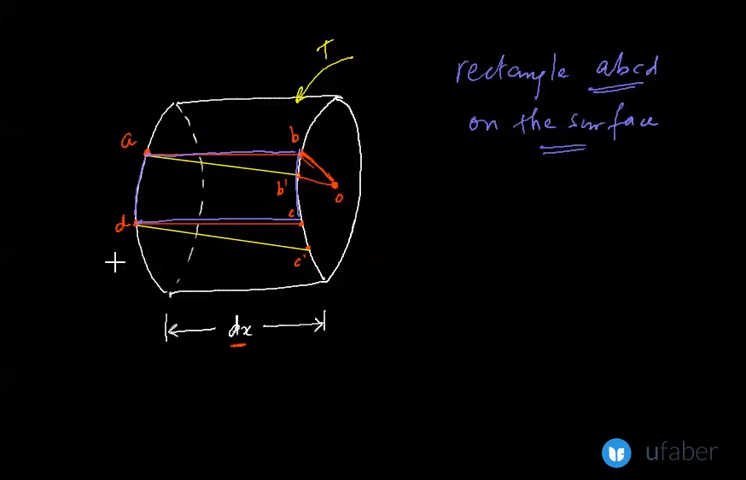 T
rectangle abcd
on the surface
a
b
b'
o
d
c
c'
dx
ufaber